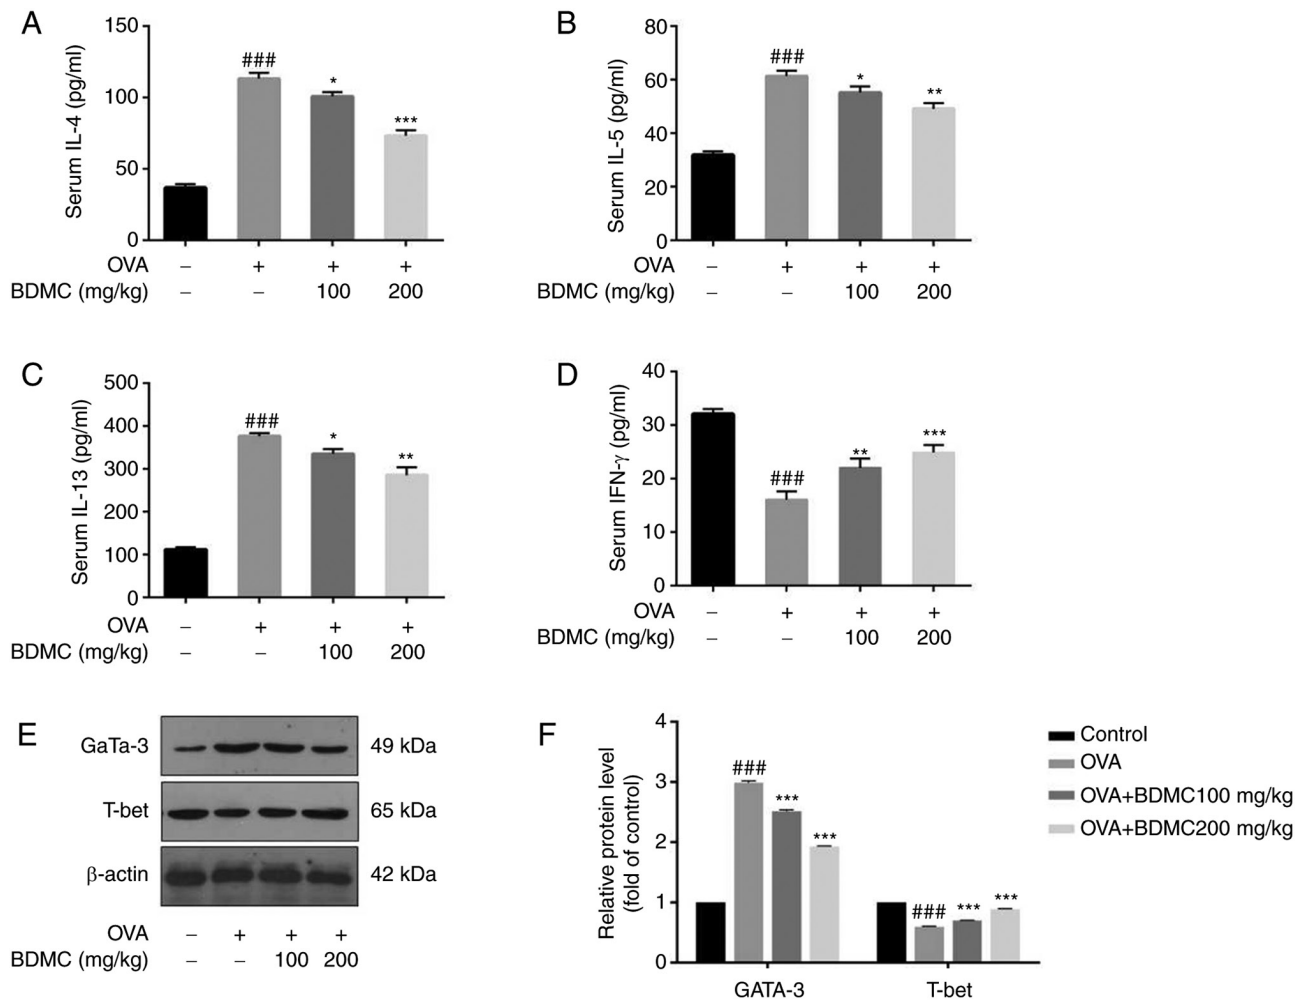 A
Serum IL-4 (pg/ml)
150
100
50
0
###
*
***
OVA – + + +
BDMC (mg/kg) – – 100 200
B
Serum IL-5 (pg/ml)
80
60
40
20
0
###
*
**
OVA – + + +
BDMC (mg/kg) – – 100 200
C
Serum IL-13 (pg/ml)
500
400
300
200
100
0
###
*
**
OVA – + + +
BDMC (mg/kg) – – 100 200
D
Serum IFN-γ (pg/ml)
40
30
20
10
0
###
**
***
OVA – + + +
BDMC (mg/kg) – – 100 200
E
GaTa-3 49 kDa
T-bet 65 kDa
β-actin 42 kDa
OVA – + + +
BDMC (mg/kg) – – 100 200
F
Relative protein level
(fold of control)
4
3
2
1
0
###
***
***
###
***
***
GATA-3 T-bet
Control
OVA
OVA+BDMC100 mg/kg
OVA+BDMC200 mg/kg